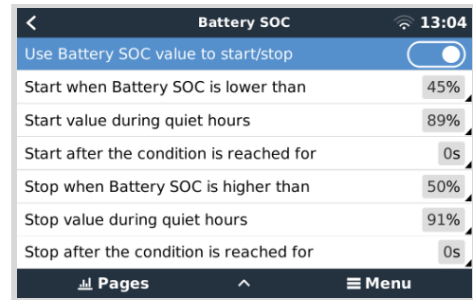 Battery SOC 13:04
Use Battery SOC value to start/stop
Start when Battery SOC is lower than 45%
Start value during quiet hours 89%
Start after the condition is reached for 0s
Stop when Battery SOC is higher than 50%
Stop value during quiet hours 91%
Stop after the condition is reached for 0s
Pages Menu